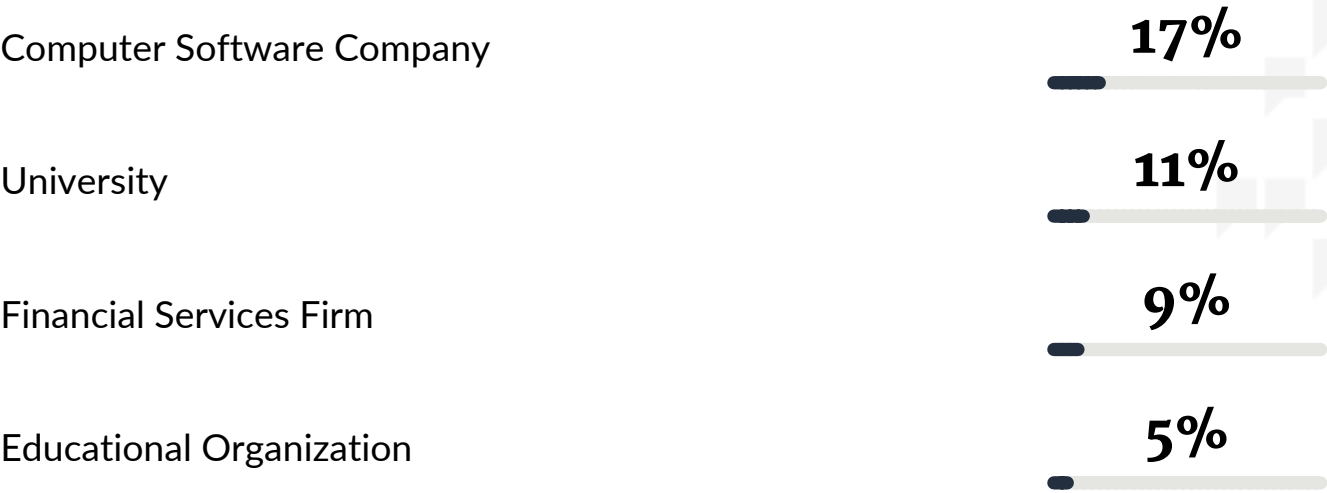 Computer Software Company 17%
University 11%
Financial Services Firm 9%
Educational Organization 5%